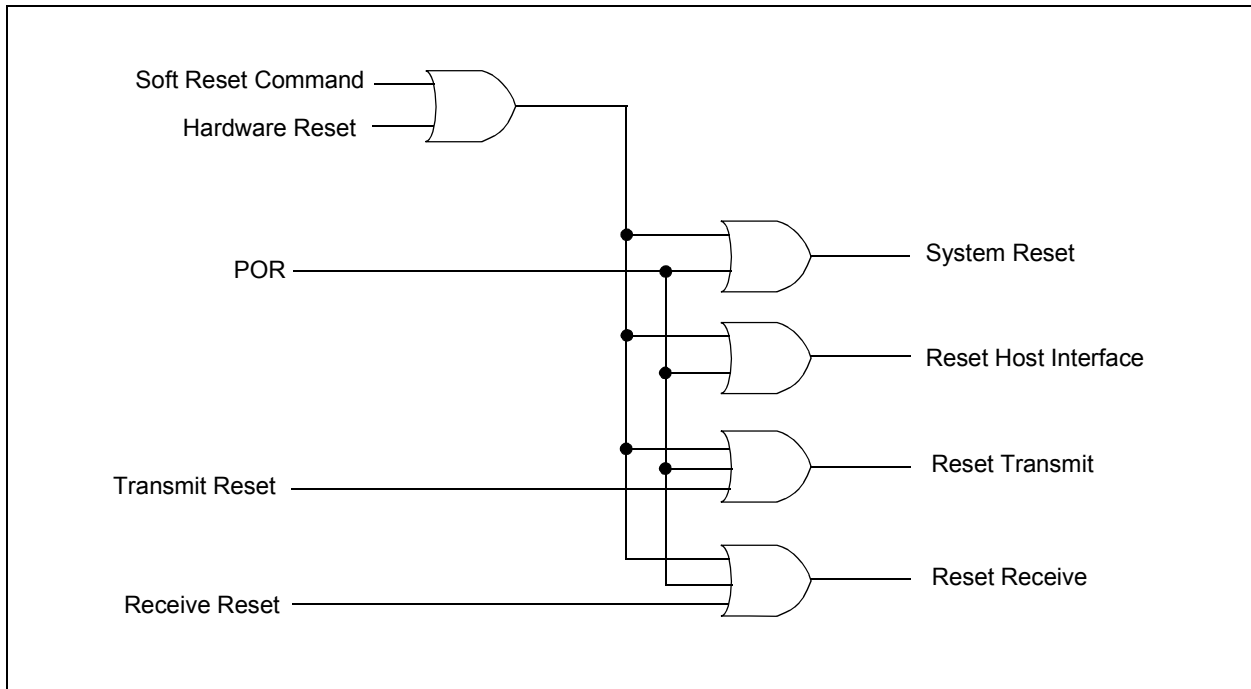 Soft Reset Command
Hardware Reset
System Reset
POR
Reset Host Interface
Reset Transmit
Transmit Reset
Reset Receive
Receive Reset